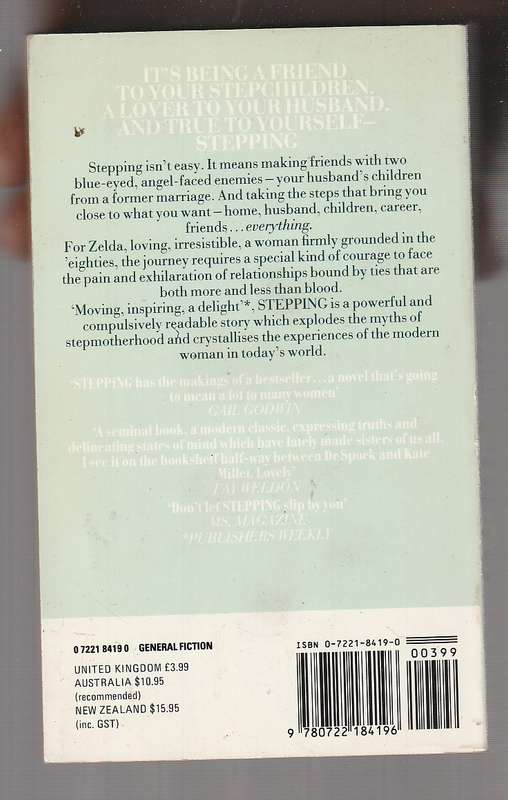 IT'S BEING A FRIEND
TO YOUR STEPCHILDREN,
A LOVER TO YOUR HUSBAND,
AND TRUE TO YOURSELF—
STEPPING
Stepping isn't easy. It means making friends with two
blue-eyed, angel-faced enemies – your husband's children
from a former marriage. And taking the steps that bring you
close to what you want – home, husband, children, career,
friends...everything.
For Zelda, loving, irresistible, a woman firmly grounded in the
'eighties, the journey requires a special kind of courage to face
the pain and exhilaration of relationships bound by ties that are
both more and less than blood.
'Moving, inspiring, a delight'*, STEPPING is a powerful and
compulsively readable story which explodes the myths of
stepmotherhood and crystallises the experiences of the modern
woman in today's world.
'STEPPING has the makings of a bestseller...a novel that's going
to mean a lot to many women'
GAIL GODWIN
'A seminal book, a modern classic, expressing truths and
delineating states of mind which have lately made sisters of us all.
I see it on the bookshelf half-way between Dr Spock and Kate
Millet. Lovely'
FAY WELDON
'Don't let STEPPING slip by you'
MS. MAGAZINE
*PUBLISHERS WEEKLY
0 7221 8419 0 GENERAL FICTION
UNITED KINGDOM £3.99
AUSTRALIA $10.95
(recommended)
NEW ZEALAND $15.95
(inc. GST)
ISBN 0-7221-8419-0
00399
9 780722 184196